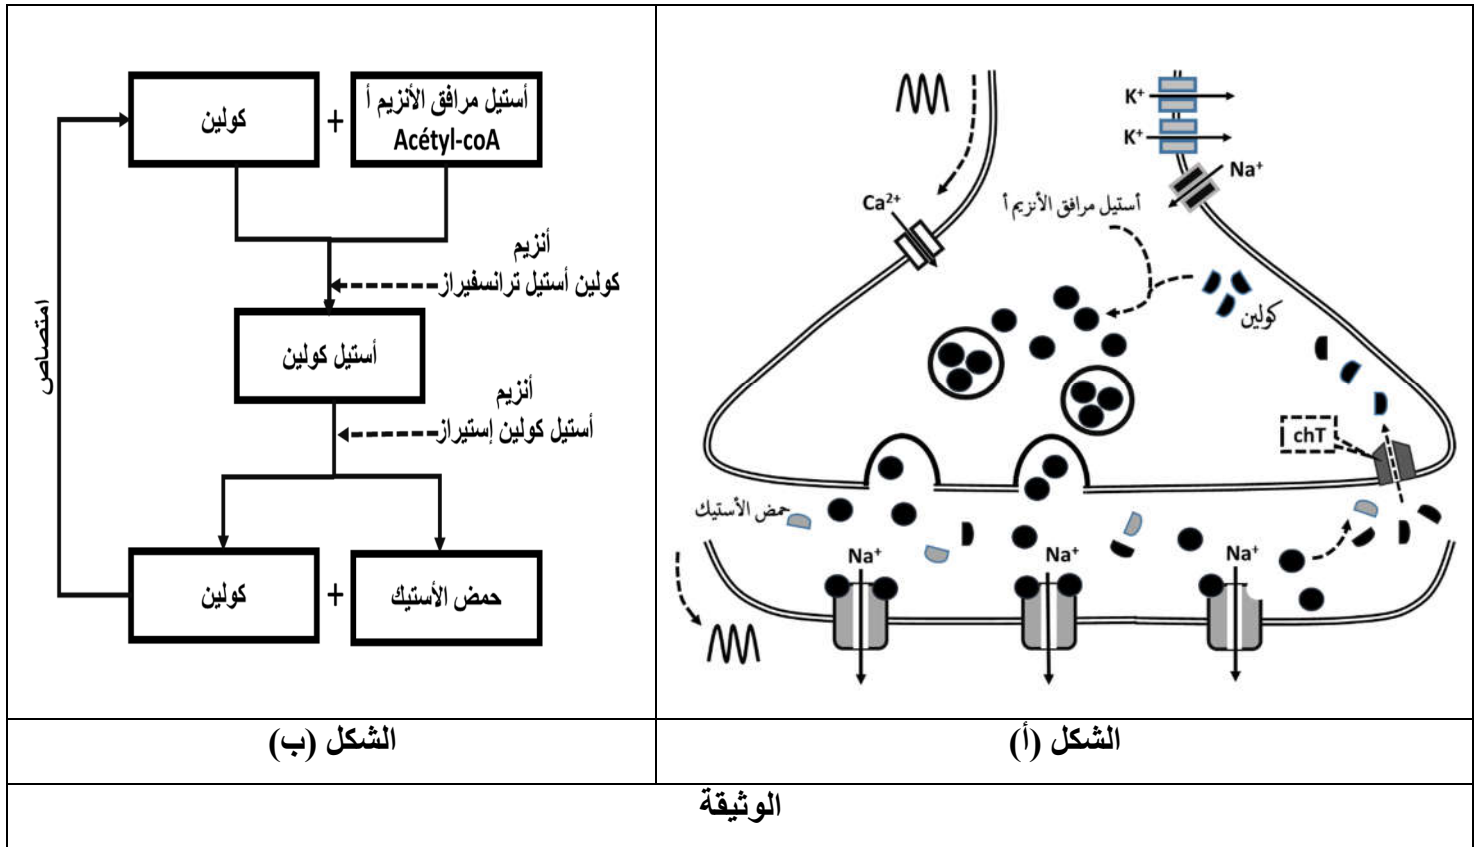 K⁺
K⁺
Na⁺
Ca²⁺
أستيل مرافق الأنزيم أ
كولين
chT
حمض الأستيك
Na⁺
Na⁺
Na⁺
الشكل (أ)
أستيل مرافق الأنزيم أ
Acétyl-coA
+
كولين
أنزيم
كولين أستيل ترانسفيراز
امتصاص
أستيل كولين
أنزيم
أستيل كولين إستيراز
حمض الأستيك
+
كولين
الشكل (ب)
الوثيقة